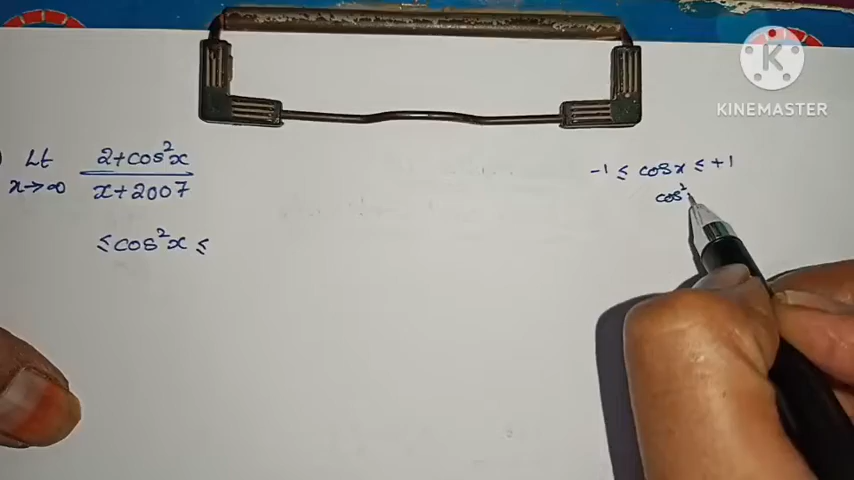 K
KINEMASTER
Lt x→∞ (2+cos²x)/(x+2007)
≤ cos²x ≤
-1 ≤ cosx ≤ +1
cos²